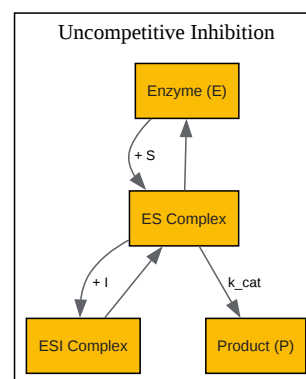 Uncompetitive Inhibition
Enzyme (E)
+ S
ES Complex
+ I
k_cat
ESI Complex
Product (P)